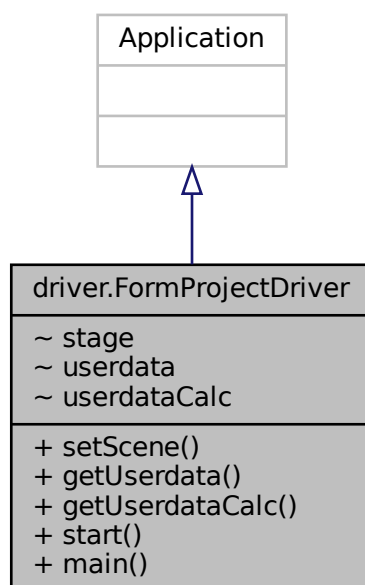 Application
driver.FormProjectDriver
~ stage
~ userdata
~ userdataCalc
+ setScene()
+ getUserdata()
+ getUserdataCalc()
+ start()
+ main()